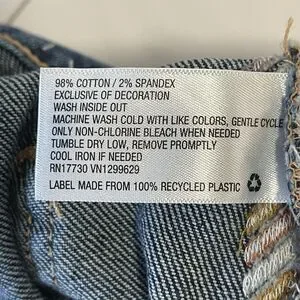 98% COTTON / 2% SPANDEX
EXCLUSIVE OF DECORATION
WASH INSIDE OUT
MACHINE WASH COLD WITH LIKE COLORS, GENTLE CYCLE
ONLY NON-CHLORINE BLEACH WHEN NEEDED
TUMBLE DRY LOW, REMOVE PROMPTLY
COOL IRON IF NEEDED
RN17730 VN1299629
LABEL MADE FROM 100% RECYCLED PLASTIC